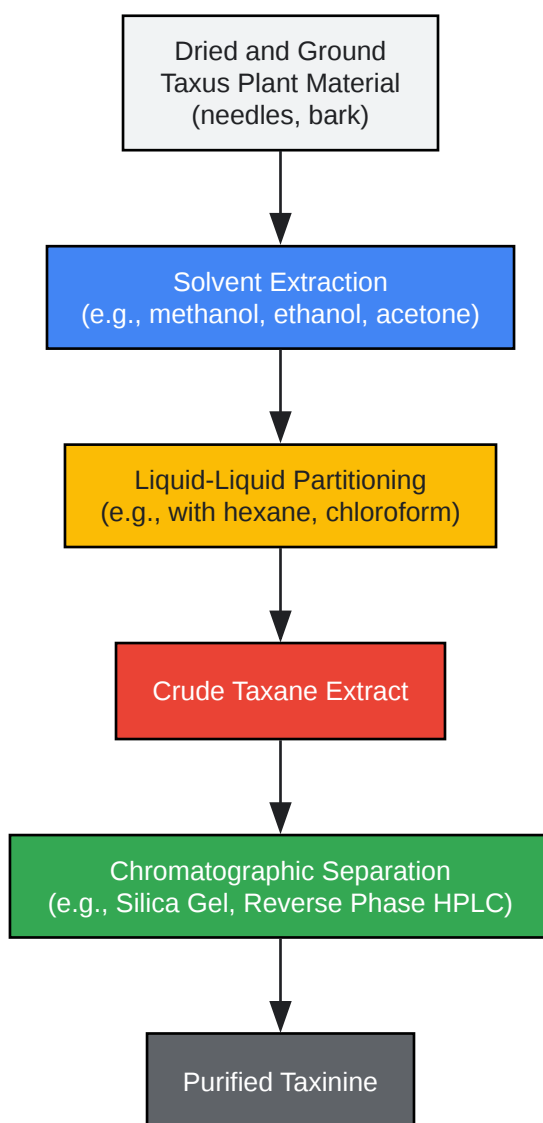 Dried and Ground
Taxus Plant Material
(needles, bark)
Solvent Extraction
(e.g., methanol, ethanol, acetone)
Liquid-Liquid Partitioning
(e.g., with hexane, chloroform)
Crude Taxane Extract
Chromatographic Separation
(e.g., Silica Gel, Reverse Phase HPLC)
Purified Taxinine